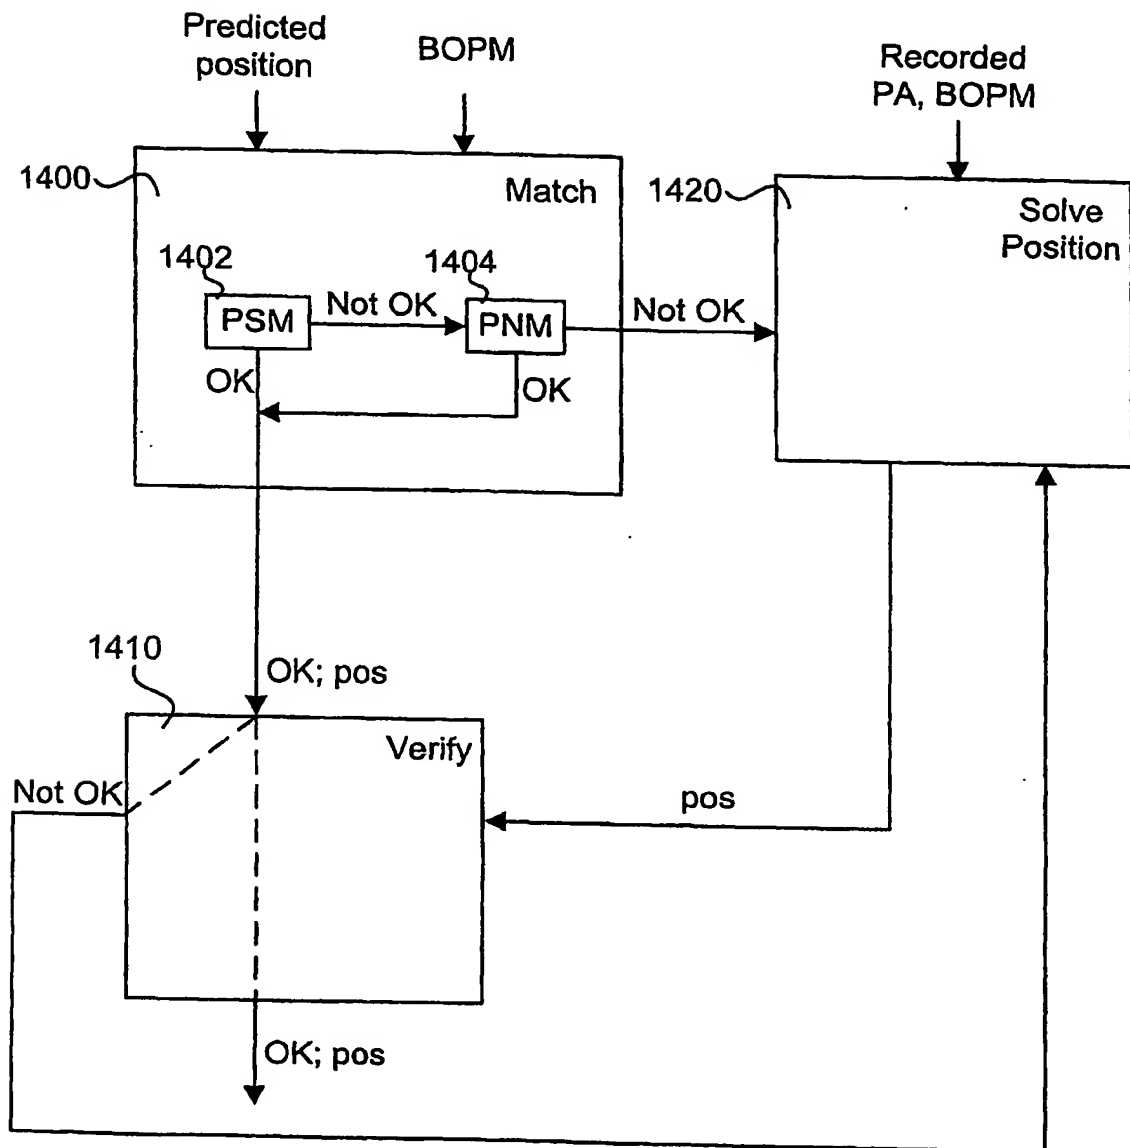 Predicted
position
BOPM
Recorded
PA, BOPM
1400
Match
1420
Solve
Position
1402
1404
PSM
Not OK
PNM
Not OK
OK
OK
1410
OK; pos
Verify
Not OK
pos
OK; pos